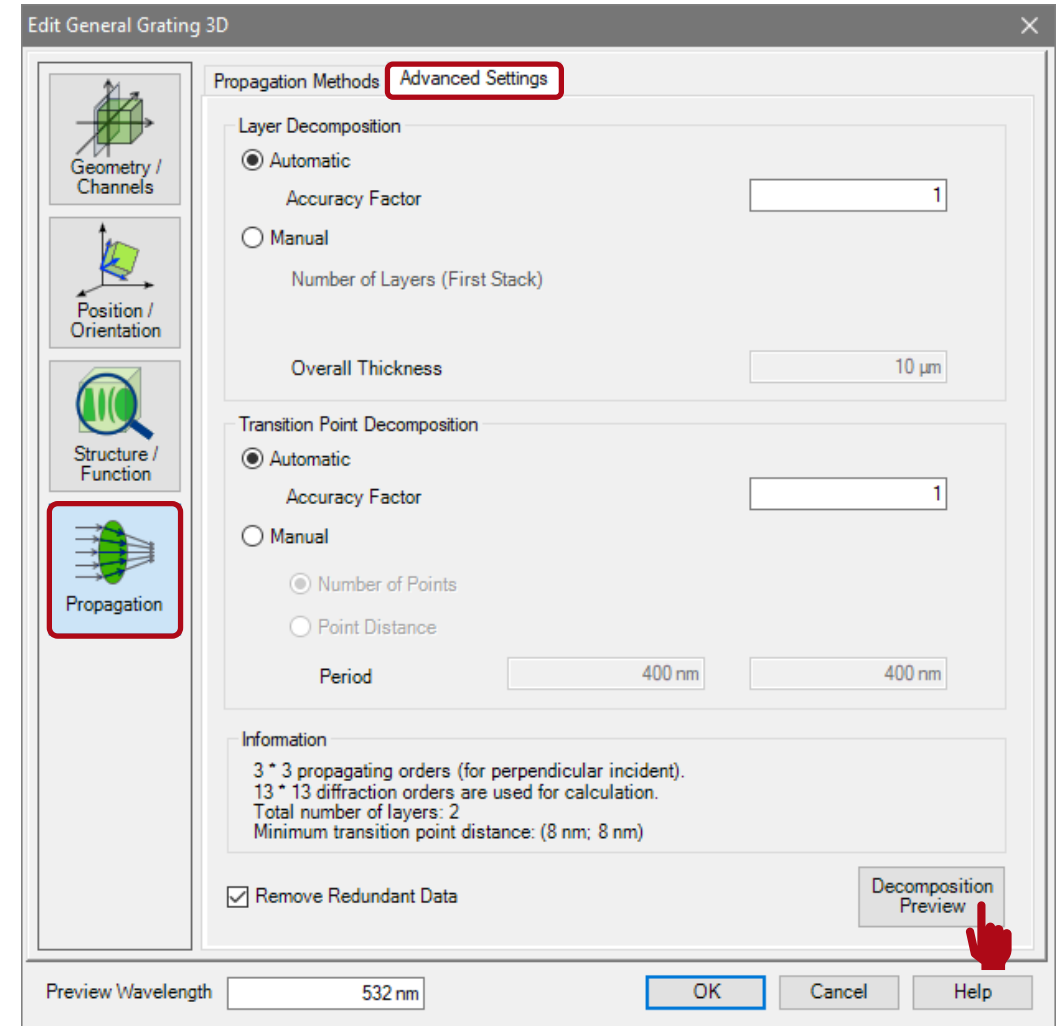 Edit General Grating 3D
Geometry /
Channels
Position /
Orientation
Structure /
Function
Propagation
Propagation Methods
Advanced Settings
Layer Decomposition
Automatic
Accuracy Factor
1
Manual
Number of Layers (First Stack)
Overall Thickness
10 µm
Transition Point Decomposition
Automatic
Accuracy Factor
1
Manual
Number of Points
Point Distance
Period
400 nm
400 nm
Information
3 * 3 propagating orders (for perpendicular incident).
13 * 13 diffraction orders are used for calculation.
Total number of layers: 2
Minimum transition point distance: (8 nm; 8 nm)
Remove Redundant Data
Decomposition
Preview
Preview Wavelength
532 nm
OK
Cancel
Help